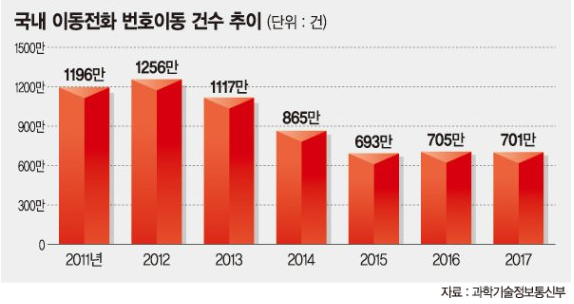 국내 이동전화 번호이동 건수 추이 (단위 : 건)
1500만
1200만
900만
600만
300만
0
1196만
1256만
1117만
865만
693만
705만
701만
2011년 2012 2013 2014 2015 2016 2017
자료 : 과학기술정보통신부